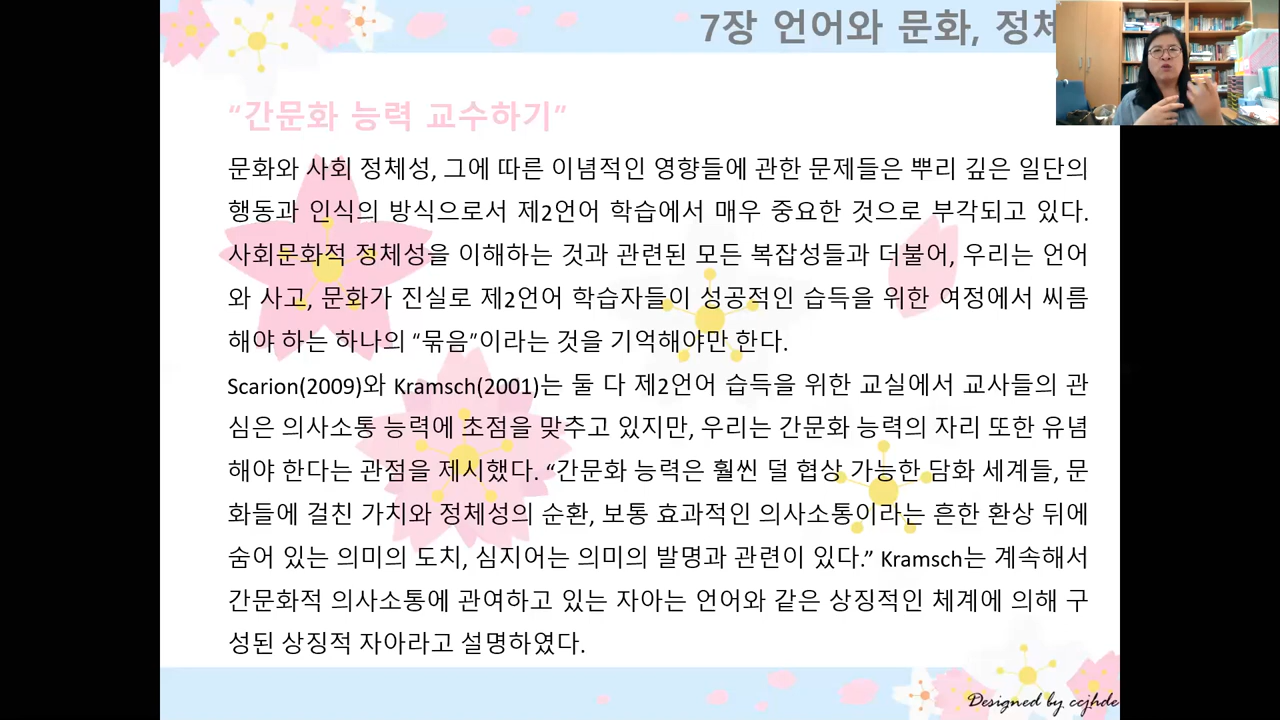 7장 언어와 문화, 정체
“간문화 능력 교수하기”
문화와 사회 정체성, 그에 따른 이념적인 영향들에 관한 문제들은 뿌리 깊은 일단의
행동과 인식의 방식으로서 제2언어 학습에서 매우 중요한 것으로 부각되고 있다.
사회문화적 정체성을 이해하는 것과 관련된 모든 복잡성들과 더불어, 우리는 언어
와 사고, 문화가 진실로 제2언어 학습자들이 성공적인 습득을 위한 여정에서 씨름
해야 하는 하나의 “묶음”이라는 것을 기억해야만 한다.
Scarion(2009)와 Kramsch(2001)는 둘 다 제2언어 습득을 위한 교실에서 교사들의 관
심은 의사소통 능력에 초점을 맞추고 있지만, 우리는 간문화 능력의 자리 또한 유념
해야 한다는 관점을 제시했다. “간문화 능력은 훨씬 덜 협상 가능한 담화 세계들, 문
화들에 걸친 가치와 정체성의 순환, 보통 효과적인 의사소통이라는 흔한 환상 뒤에
숨어 있는 의미의 도치, 심지어는 의미의 발명과 관련이 있다.” Kramsch는 계속해서
간문화적 의사소통에 관여하고 있는 자아는 언어와 같은 상징적인 체계에 의해 구
성된 상징적 자아라고 설명하였다.
Designed by ccjhde